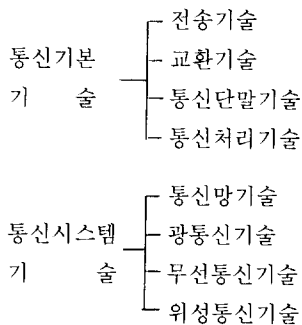 전송기술
통신기본
교환기술
기 술
통신단말기술
통신처리기술
통신망기술
통신시스템
광통신기술
기 술
무선통신기술
위성통신기술